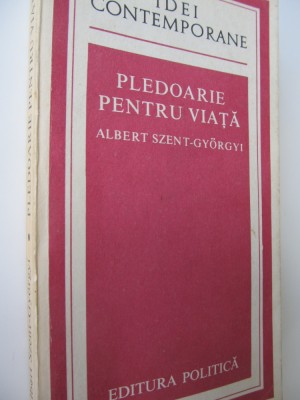 IDEI
CONTEMPORANE
PLEDOARIE
PENTRU VIAȚĂ
ALBERT SZENT-GYÖRGYI
EDITURA POLITICĂ